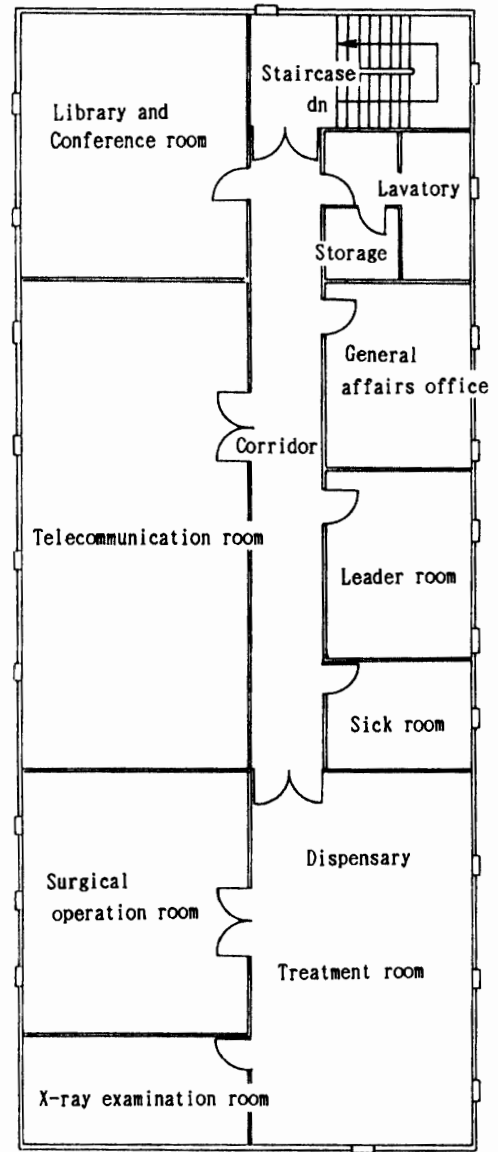 Staircase
dn
Library and
Conference room
Lavatory
Storage
General
affairs office
Corridor
Telecommunication room
Leader room
Sick room
Dispensary
Surgical
operation room
Treatment room
X-ray examination room